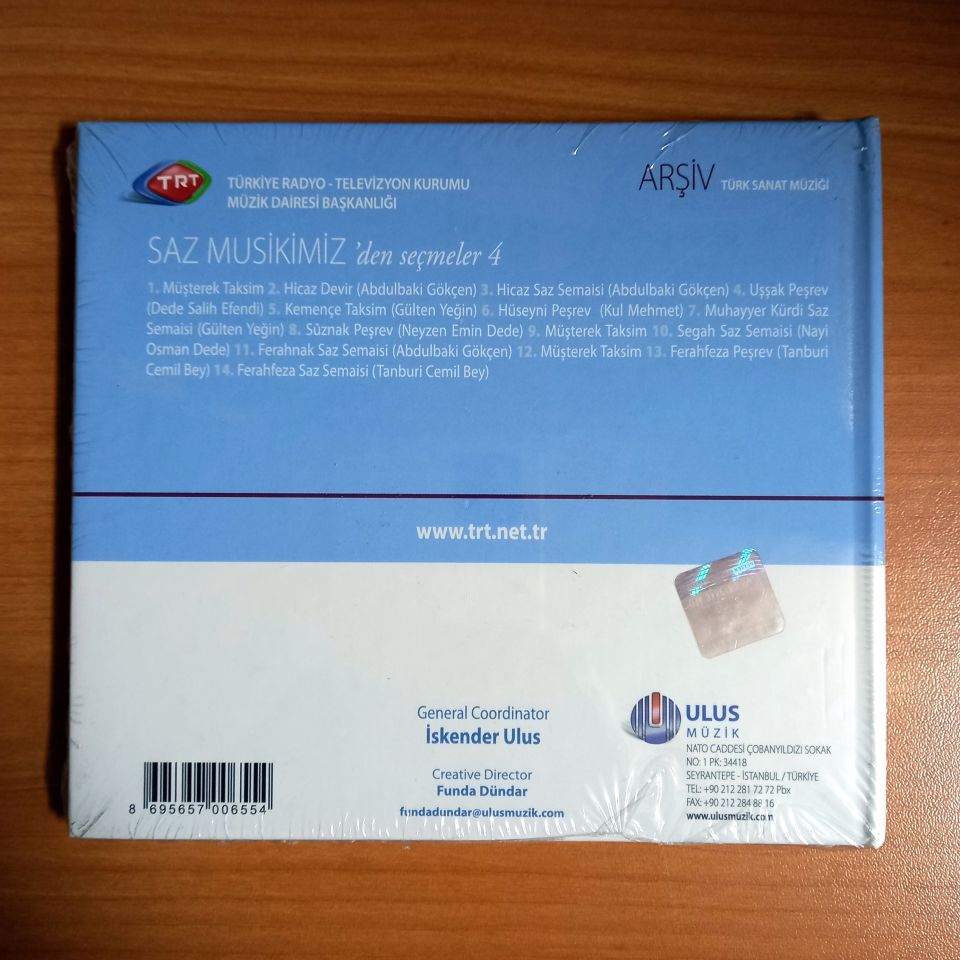 TRT
TÜRKİYE RADYO - TELEVİZYON KURUMU
MÜZİK DAİRESİ BAŞKANLIĞI
ARŞİV TÜRK SANAT MÜZİĞİ
SAZ MUSİKİMİZ 'den seçmeler 4
1. Müşterek Taksim 2. Hicaz Devir (Abdulbaki Gökçen) 3. Hicaz Saz Semaisi (Abdulbaki Gökçen) 4. Uşşak Peşrev
(Dede Salih Efendi) 5. Kemençe Taksim (Gülten Yeğin) 6. Hüseyni Peşrev (Kul Mehmet) 7. Muhayyer Kürdi Saz
Semaisi (Gülten Yeğin) 8. Sûznak Peşrev (Neyzen Emin Dede) 9. Müşterek Taksim 10. Segah Saz Semaisi (Nayi
Osman Dede) 11. Ferahnak Saz Semaisi (Abdulbaki Gökçen) 12. Müşterek Taksim 13. Ferahfeza Peşrev (Tanburi
Cemil Bey) 14. Ferahfeza Saz Semaisi (Tanburi Cemil Bey)
www.trt.net.tr
General Coordinator
İskender Ulus
Creative Director
Funda Dündar
fundadundar@ulusmuzik.com
8 695657 006554
ULUS
MÜZİK
NATO CADDESİ ÇOBANYILDIZI SOKAK
NO: 1 PK: 34418
SEYRANTEPE - İSTANBUL / TÜRKİYE
TEL: +90 212 281 72 72 Pbx
FAX: +90 212 284 88 16
www.ulusmuzik.com